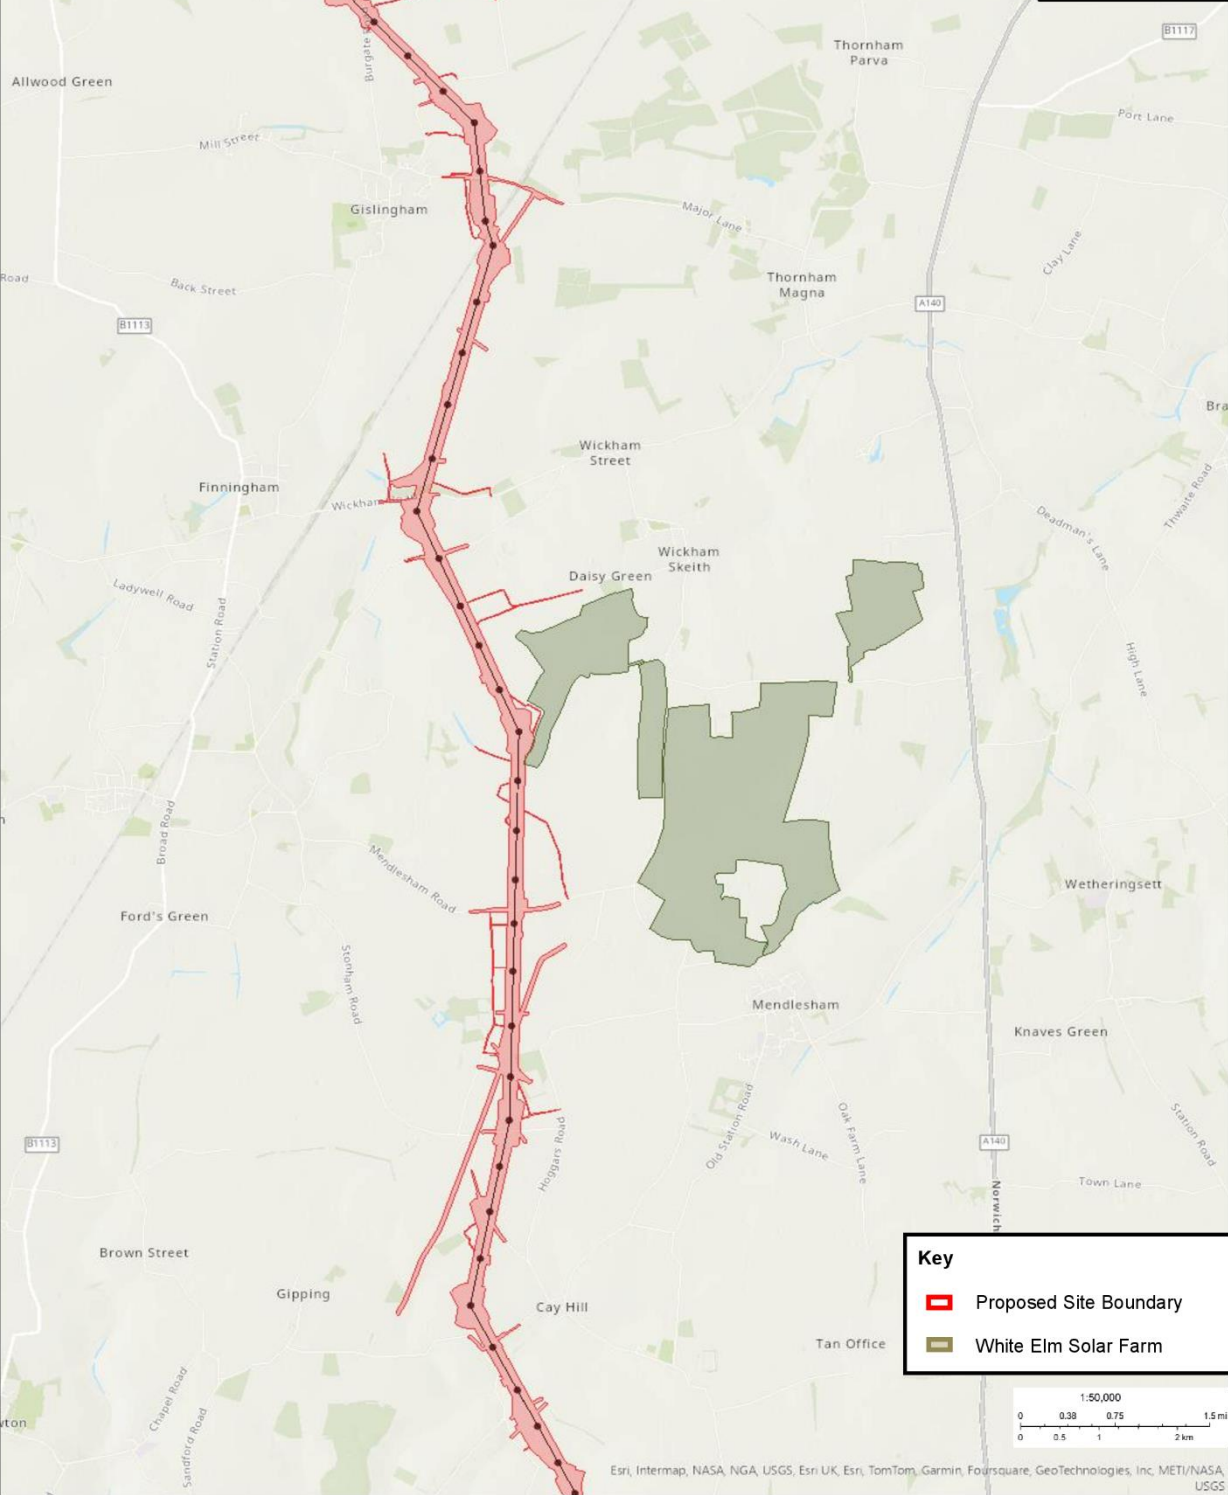 B1117
Thornham
Parva
Burgate
Allwood Green
Port Lane
Mill Street
Gislingham
Major Lane
Clay Lane
Road
Back Street
Thornham
Magna
A140
B1113
Bra
Wickham
Street
Thwaite Road
Finningham
Wickham
Deadman's Lane
Wickham
Skeith
Daisy Green
Ladywell Road
Station Road
High Lane
n
Broad Road
Mendlesham Road
Wetheringsett
Ford's Green
Stonham Road
Mendlesham
Knaves Green
Old Station Road
Oak Farm Lane
Station Road
Hoggars Road
Wash Lane
B1113
A140
Town Lane
Norwich
Brown Street
Key
Gipping
Proposed Site Boundary
Cay Hill
Tan Office
White Elm Solar Farm
Chapel Road
1:50,000
0 0.38 0.75 1.5 mi
0 0.5 1 2 km
wton
Sandford Road
Esri, Intermap, NASA, NGA, USGS, Esri UK, Esri, TomTom, Garmin, Foursquare, GeoTechnologies, Inc, METI/NASA,
USGS